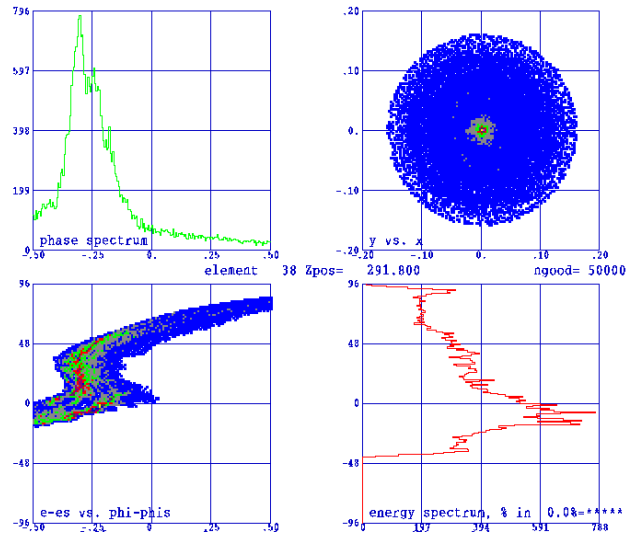 796
597
398
199
0
phase spectrum
-.50 -.25 0 .25 .50
.20
.10
0.
-.10
-.20
y vs. x
-.20 -.10 0. .10 .20
element 38 Zpos= 291.800 ngood= 50000
96
48
0
-48
-96
e-es vs. phi-phis
-.50 -.25 0 .25 .50
96
48
0
-48
-96
energy spectrum, % in 0.0%=*****
0 197 394 591 788